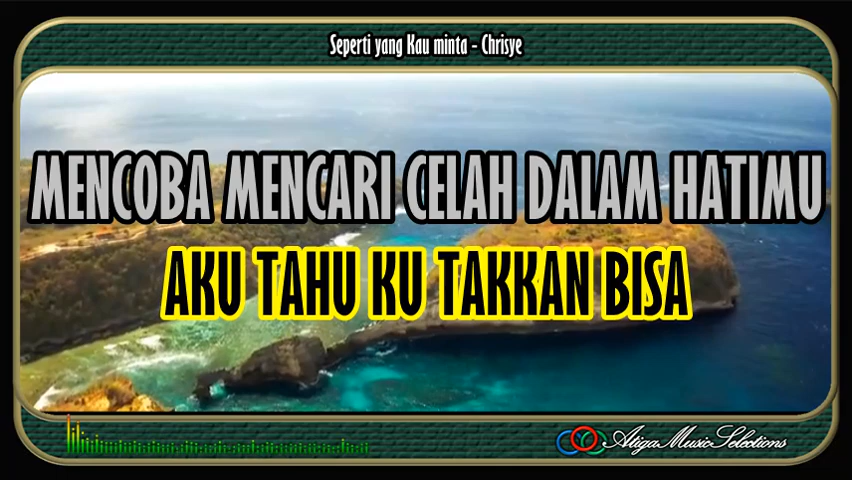 Seperti yang Kau minta - Chrisye
MENCOBA MENCARI CELAH DALAM HATIMU
AKU TAHU KU TAKKAN BISA
Atiga Music Selections